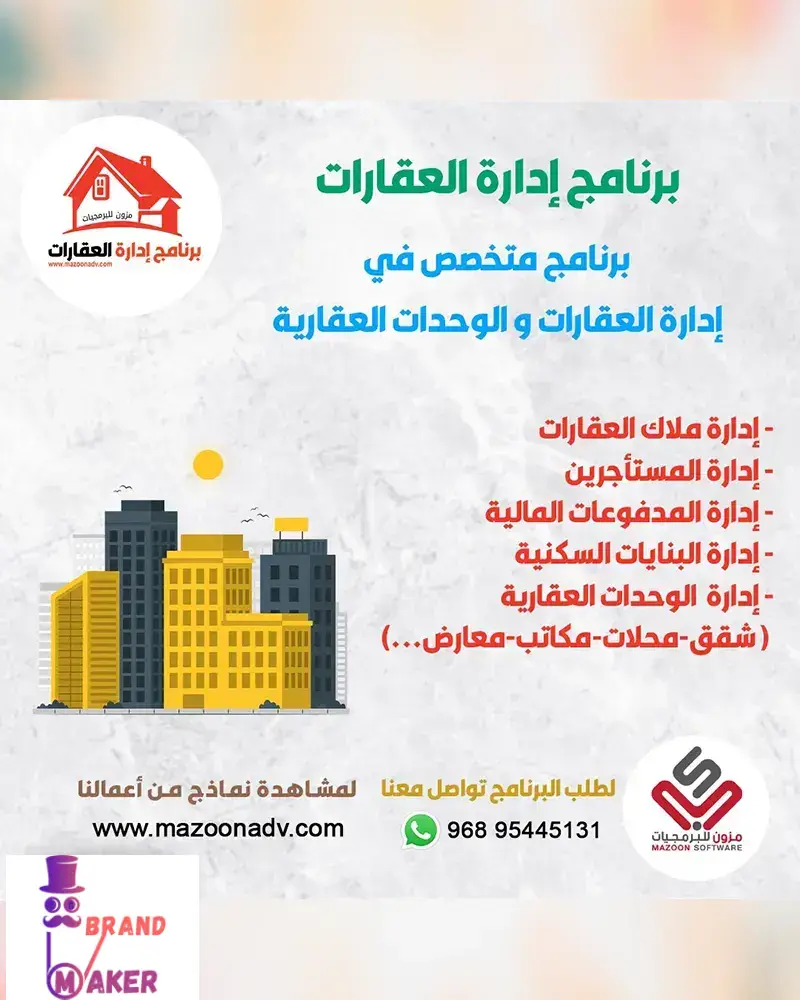 برنامج إدارة العقارات
مزون للبرمجيات
برنامج إدارة العقارات
www.mazoonadv.com
برنامج متخصص في
إدارة العقارات و الوحدات العقارية
- إدارة ملاك العقارات
- إدارة المستأجرين
- إدارة المدفوعات المالية
- إدارة البنايات السكنية
- إدارة الوحدات العقارية
( شقق-محلات-مكاتب-معارض...)
لطلب البرنامج تواصل معنا
968 95445131
لمشاهدة نماذج من أعمالنا
www.mazoonadv.com
مزون للبرمجيات
MAZOON SOFTWARE
BRAND
MAKER